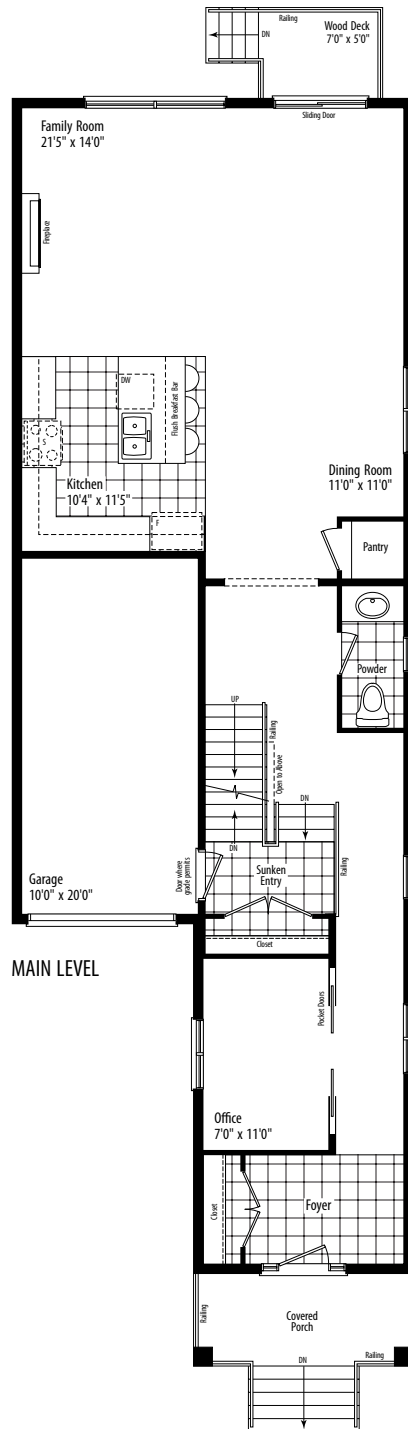 Railing
Wood Deck
7'0" x 5'0"
DN
Sliding Door
Family Room
21'5" x 14'0"
Fireplace
DW
Flush Breakfast Bar
S
Kitchen
10'4" x 11'5"
F
Dining Room
11'0" x 11'0"
Pantry
Powder
UP
Railing
Open to Above
DN
DN
Door where
grade permits
Sunken
Entry
Railing
Garage
10'0" x 20'0"
Closet
MAIN LEVEL
Pocket Doors
Office
7'0" x 11'0"
Closet
Foyer
Railing
Covered
Porch
DN
Railing